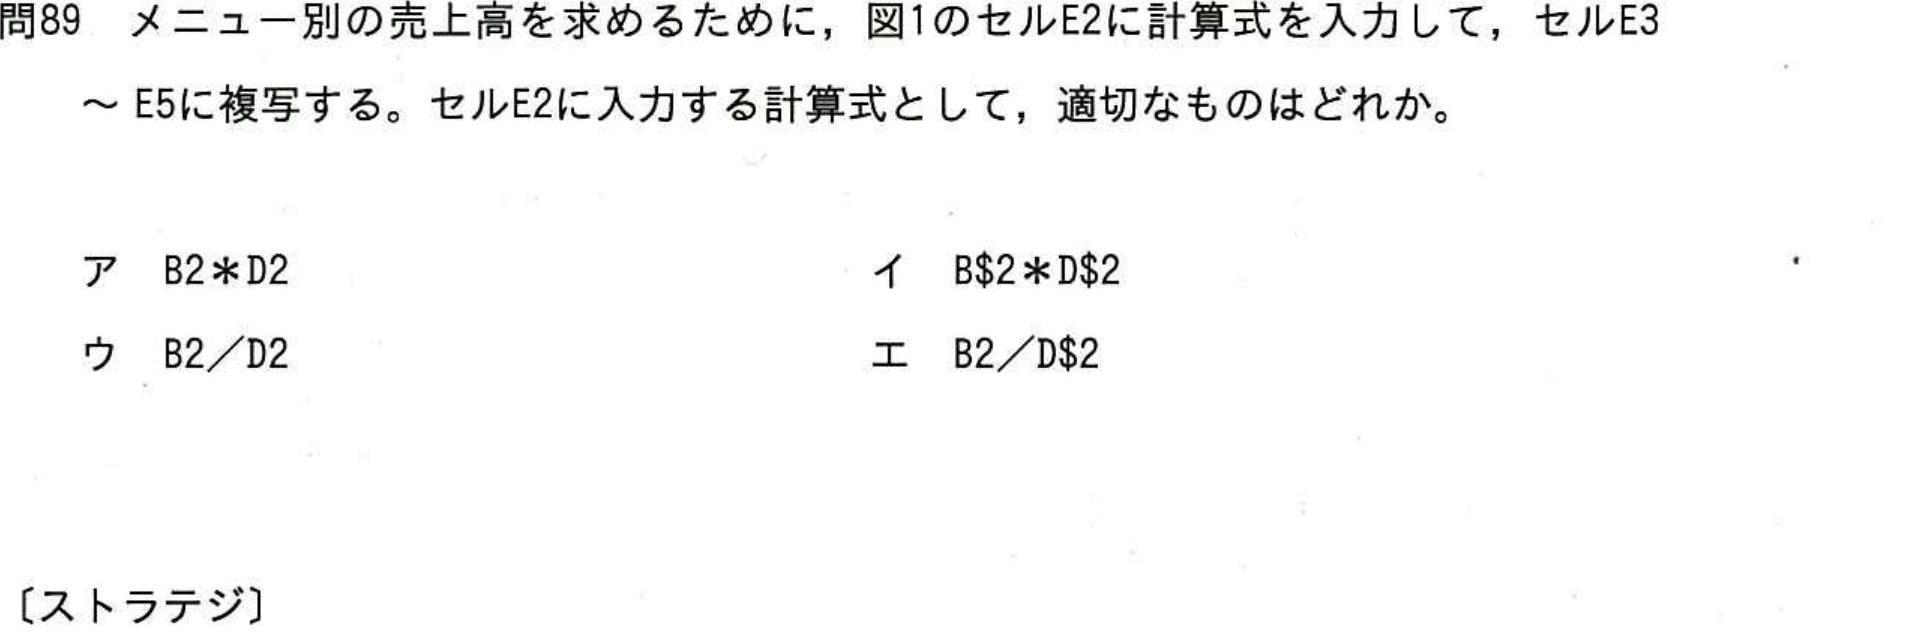 問89　メニュー別の売上高を求めるために，図1のセルE2に計算式を入力して，セルE3
～E5に複写する。セルE2に入力する計算式として，適切なものはどれか。
ア　B2＊D2　イ　B$2＊D$2
ウ　B2／D2　エ　B2／D$2
〔ストラテジ〕